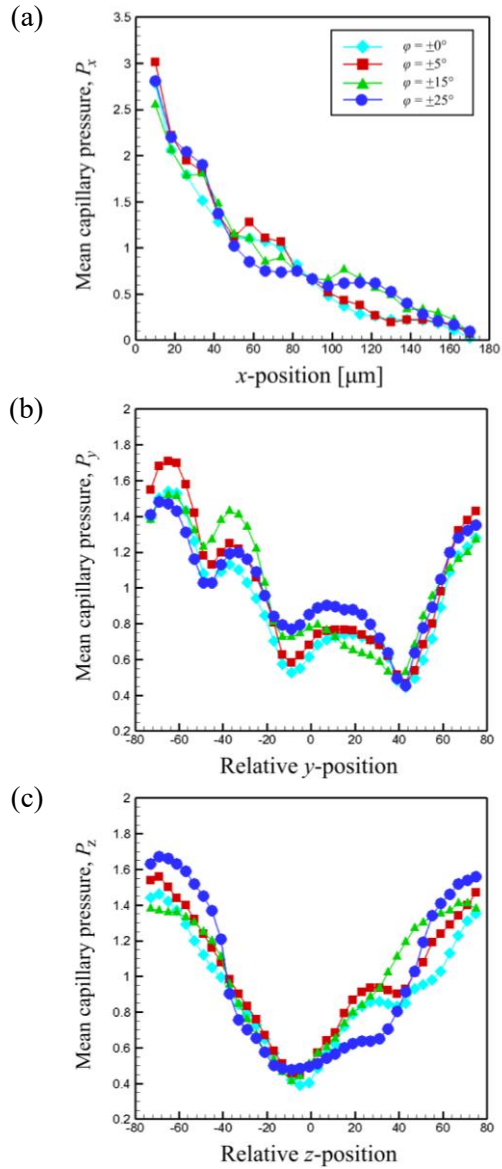 (a)
Mean capillary pressure, Pₓ
3.5
3
2.5
2
1.5
1
0.5
0
φ = ±0°
φ = ±5°
φ = ±15°
φ = ±25°
0 20 40 60 80 100 120 140 160 180
x-position [μm]
(b)
Mean capillary pressure, P_y
2
1.8
1.6
1.4
1.2
1
0.8
0.6
0.4
0.2
-80 -60 -40 -20 0 20 40 60 80
Relative y-position
(c)
Mean capillary pressure, P_z
2
1.8
1.6
1.4
1.2
1
0.8
0.6
0.4
0.2
-80 -60 -40 -20 0 20 40 60 80
Relative z-position